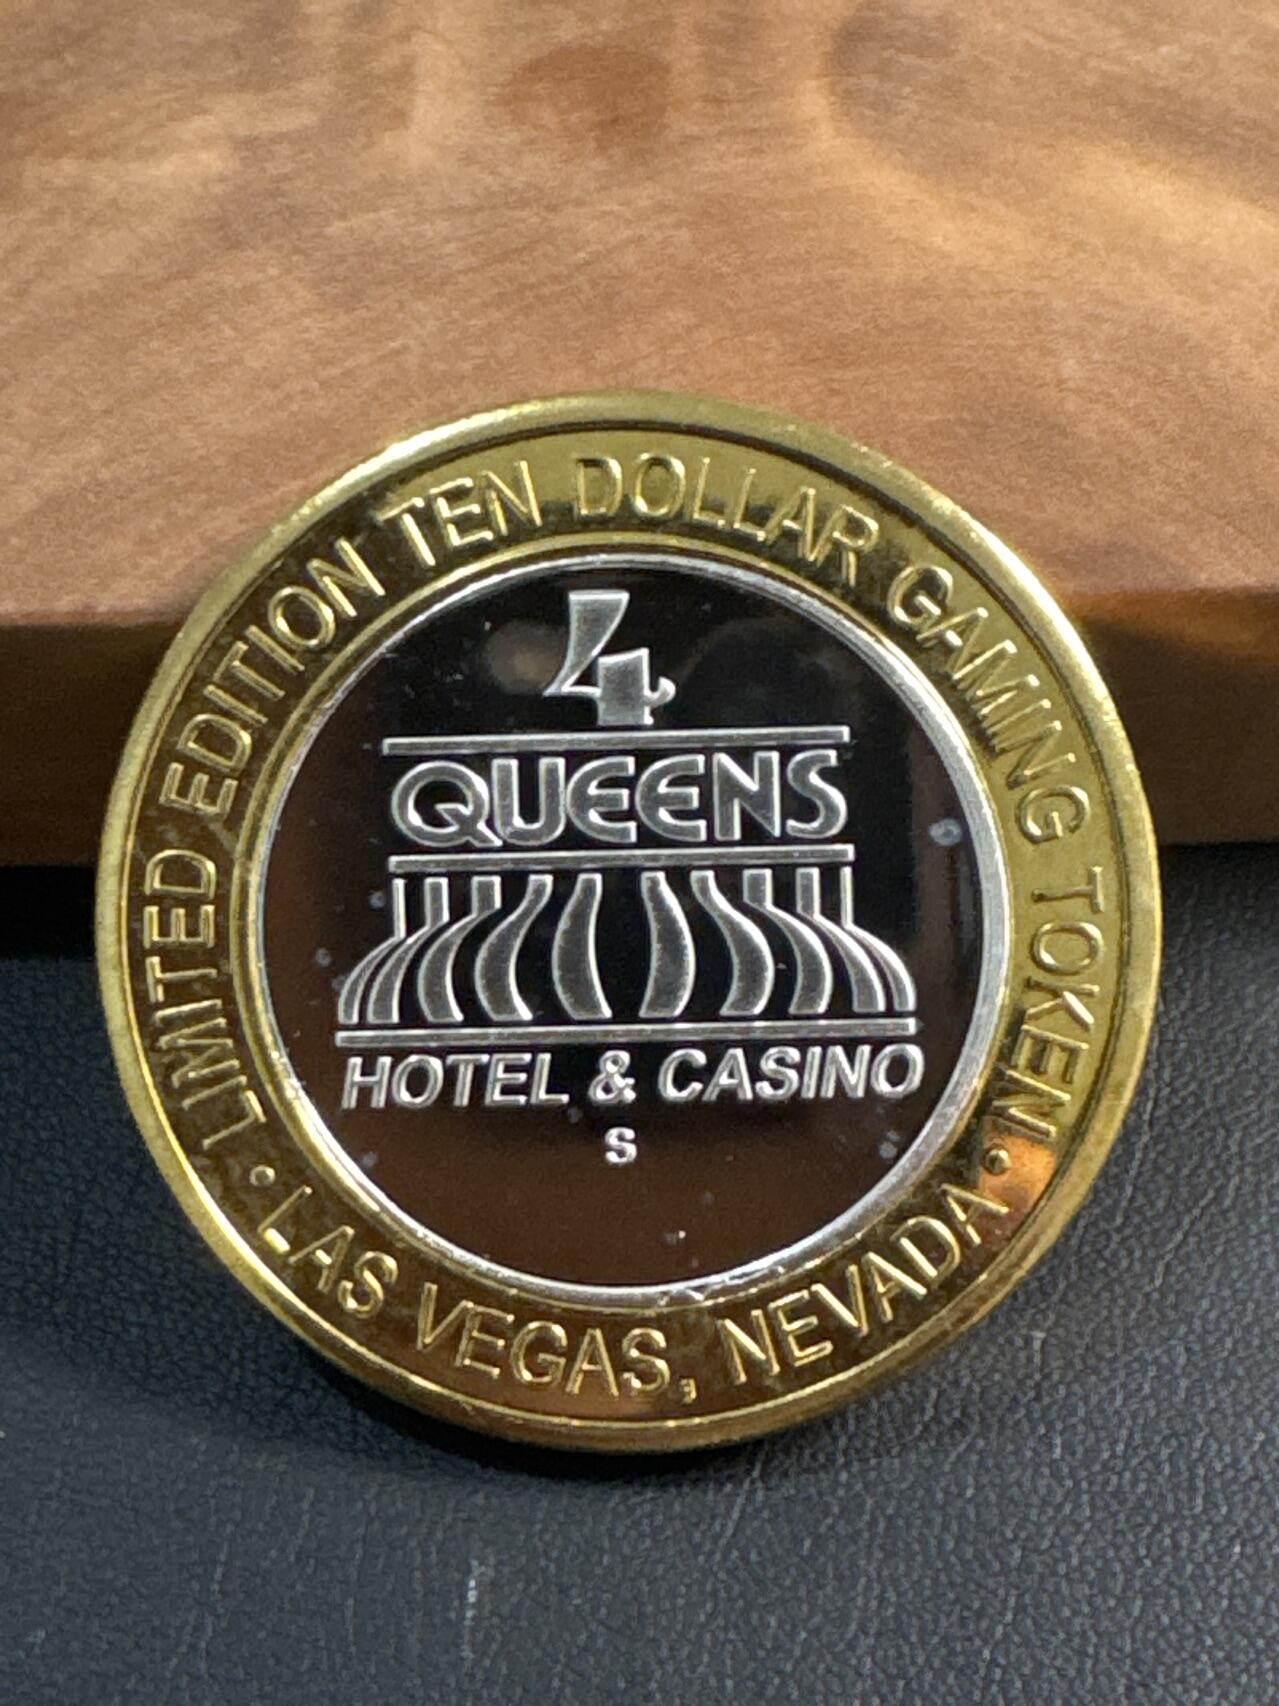 LIMITED EDITION TEN DOLLAR GAMING TOKEN
4
QUEENS
HOTEL & CASINO
S
• LAS VEGAS, NEVADA •